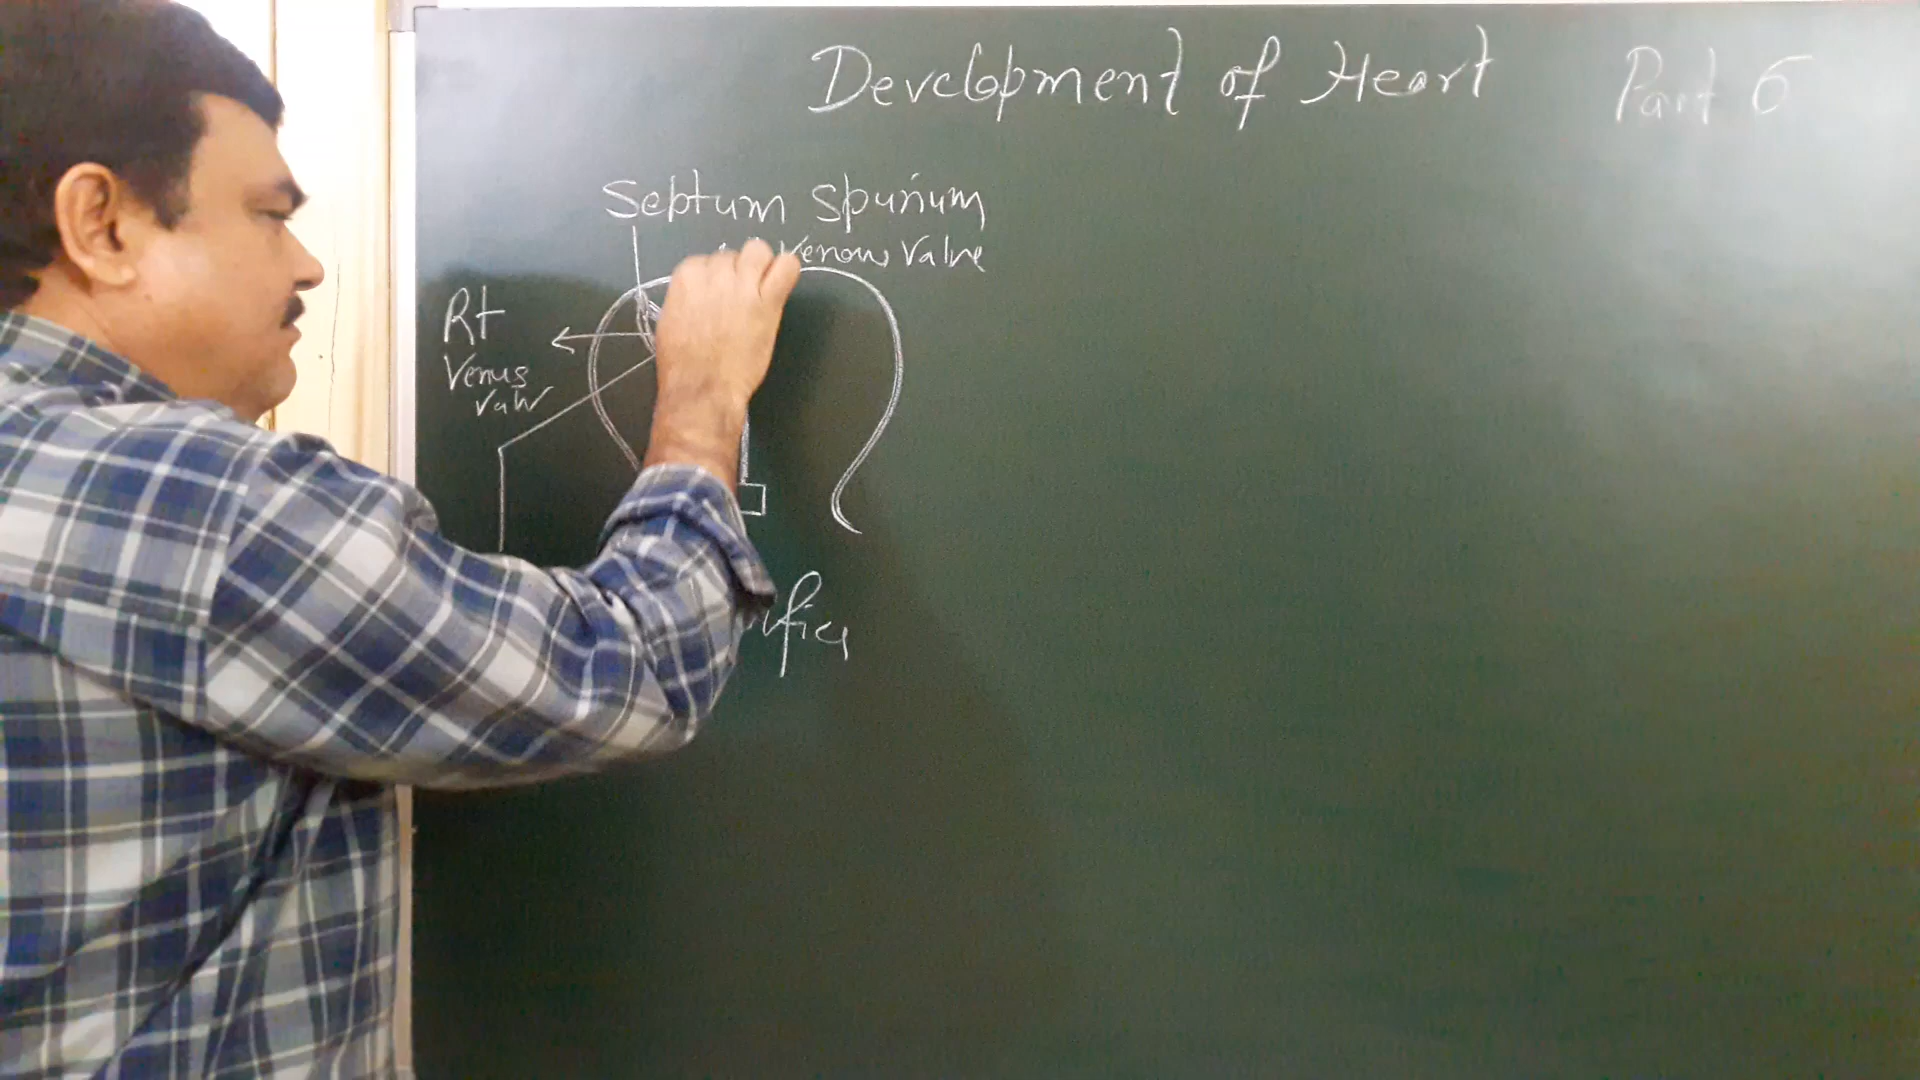 Development of Heart Part 6
Septum Spurium
Venous Valve
Rt
Venus
Valv